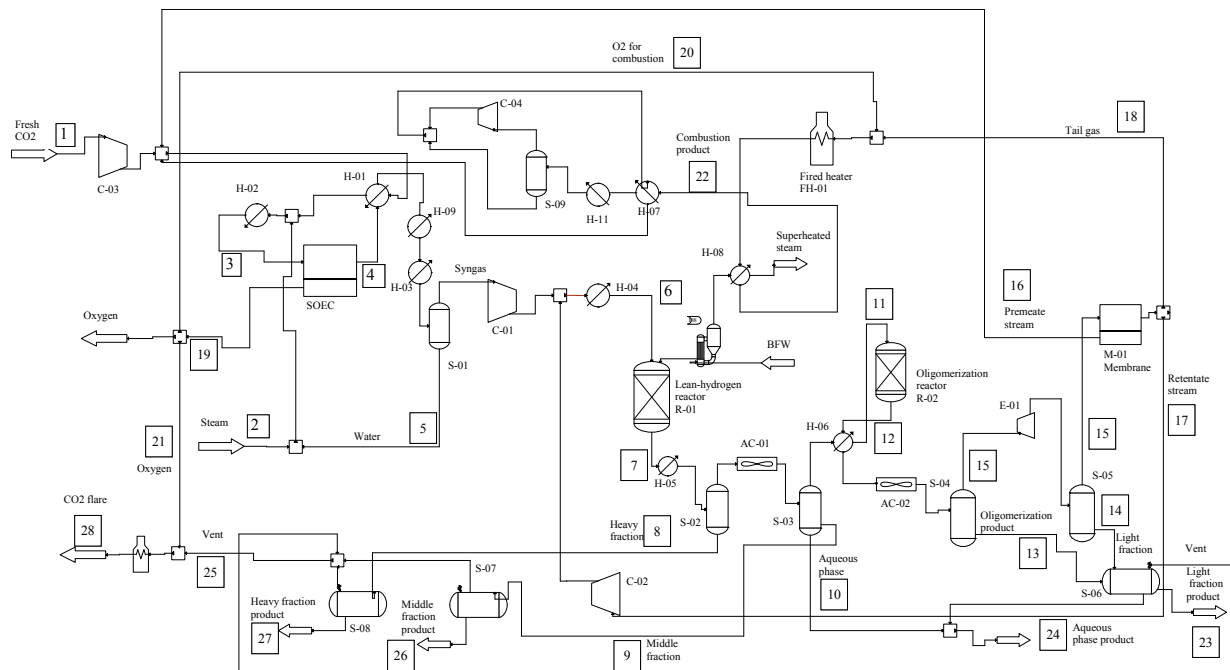 O2 for
combustion
20
C-04
Fresh
CO2
1
C-03
H-02
H-01
H-09
S-09
H-11
H-07
Combustion
product
22
Fired heater
FH-01
Tail gas
18
3
4
H-03
SOEC
Syngas
C-01
H-04
6
H-08
Superheated
steam
11
16
Premeate
stream
M-01
Membrane
Oxygen
19
S-01
BFW
Lean-hydrogen
reactor
R-01
Oligomerization
reactor
R-02
E-01
Retentate
stream
17
Steam
2
Water
5
21
Oxygen
7
H-05
AC-01
H-06
12
15
15
S-05
CO2 flare
28
Vent
25
Heavy
fraction
8
S-02
S-03
AC-02
S-04
Oligomerization
product
13
14
Light
fraction
Vent
S-07
Aqueous
phase
10
C-02
S-06
Light
fraction
product
23
Heavy fraction
product
27
S-08
Middle
fraction
product
26
9
Middle
fraction
24
Aqueous
phase product